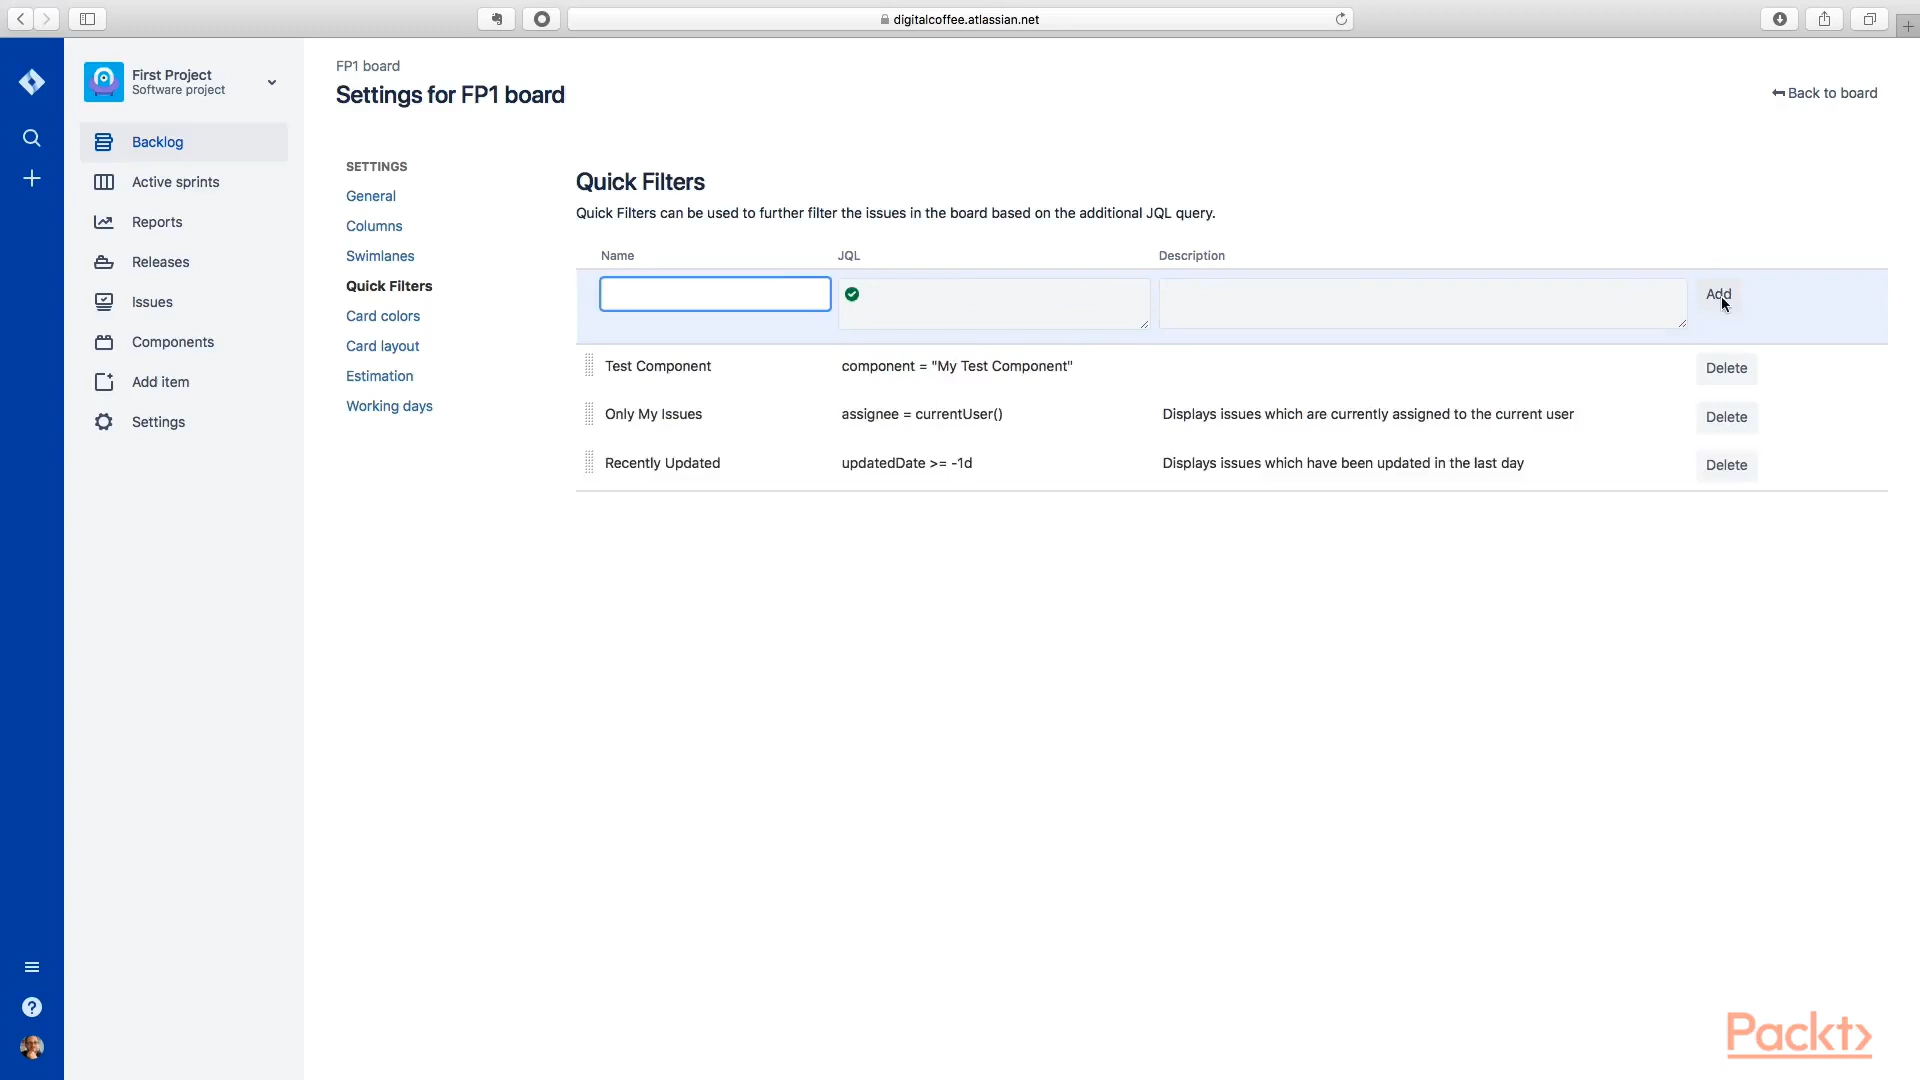 digitalcoffee.atlassian.net
First Project
Software project
Backlog
Active sprints
Reports
Releases
Issues
Components
Add item
Settings
FP1 board
Settings for FP1 board
Back to board
SETTINGS
General
Columns
Swimlanes
Quick Filters
Card colors
Card layout
Estimation
Working days
Quick Filters
Quick Filters can be used to further filter the issues in the board based on the additional JQL query.
Name JQL Description
Add
Test Component component = "My Test Component" Delete
Only My Issues assignee = currentUser() Displays issues which are currently assigned to the current user Delete
Recently Updated updatedDate >= -1d Displays issues which have been updated in the last day Delete
Packt>